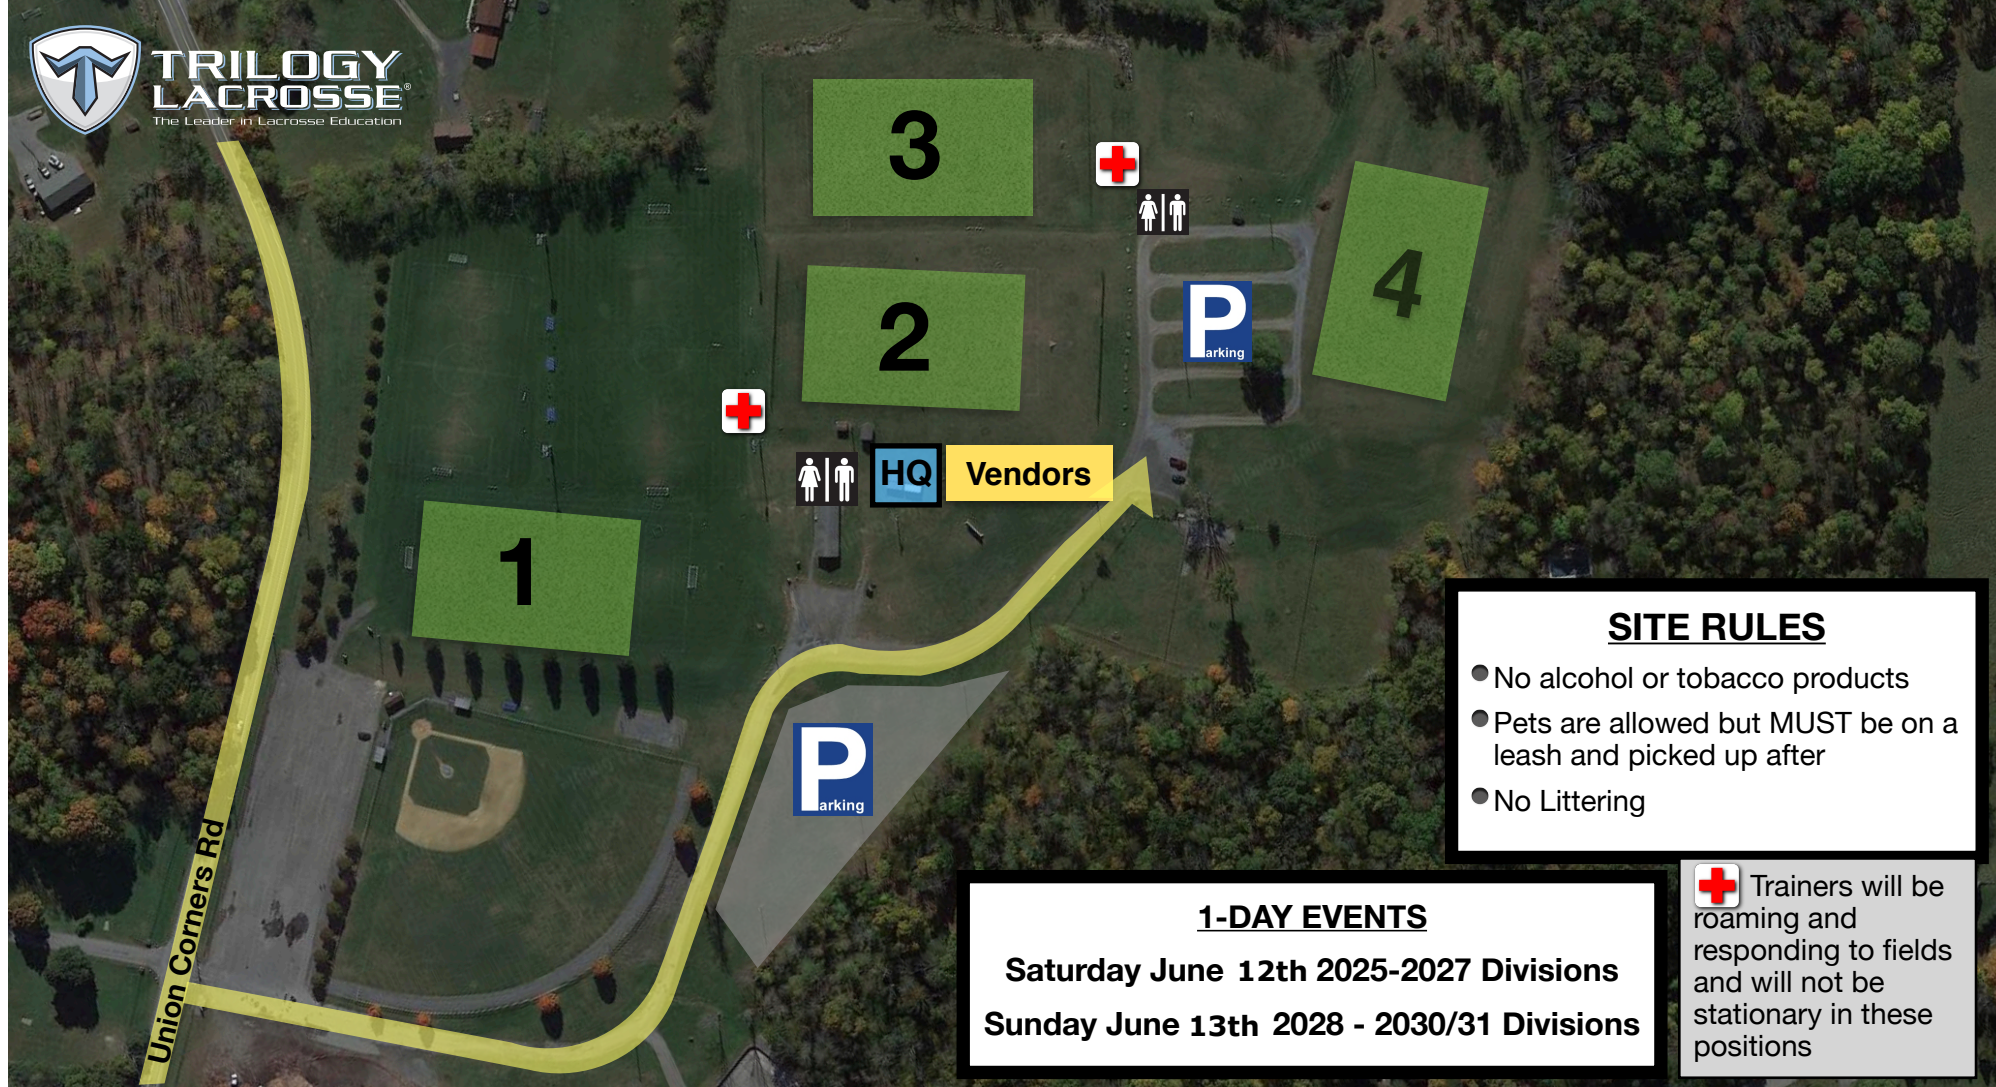 TRILOGY
LACROSSE®
The Leader in Lacrosse Education
3
4
2
Parking
HQ
Vendors
1
SITE RULES
No alcohol or tobacco products
Pets are allowed but MUST be on a
leash and picked up after
No Littering
Parking
Union Corners Rd
1-DAY EVENTS
Saturday June 12th 2025-2027 Divisions
Sunday June 13th 2028 - 2030/31 Divisions
Trainers will be
roaming and
responding to fields
and will not be
stationary in these
positions